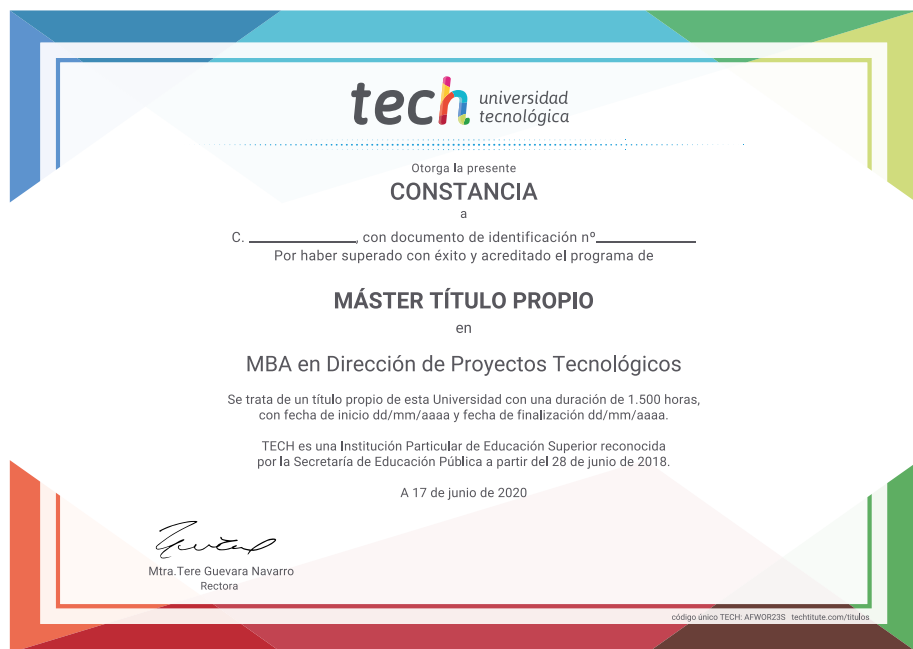 tech universidad
tecnológica
Otorga la presente
CONSTANCIA
a
C. ____________, con documento de identificación nº____________
Por haber superado con éxito y acreditado el programa de
MÁSTER TÍTULO PROPIO
en
MBA en Dirección de Proyectos Tecnológicos
Se trata de un título propio de esta Universidad con una duración de 1.500 horas,
con fecha de inicio dd/mm/aaaa y fecha de finalización dd/mm/aaaa.
TECH es una Institución Particular de Educación Superior reconocida
por la Secretaría de Educación Pública a partir del 28 de junio de 2018.
A 17 de junio de 2020
Mtra.Tere Guevara Navarro
Rectora
código único TECH: AFWOR23S techtitute.com/titulos